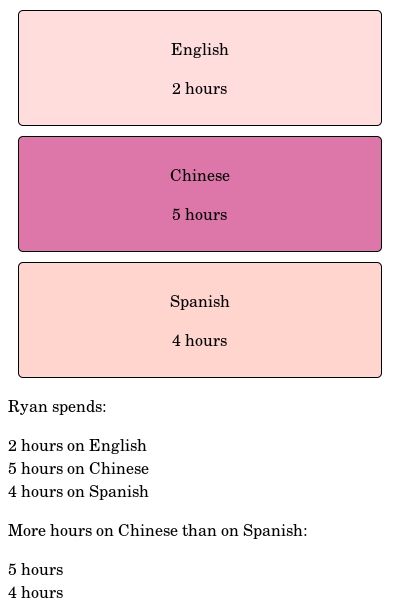 English
2 hours
Chinese
5 hours
Spanish
4 hours
Ryan spends:
2 hours on English
5 hours on Chinese
4 hours on Spanish
More hours on Chinese than on Spanish:
5 hours
4 hours